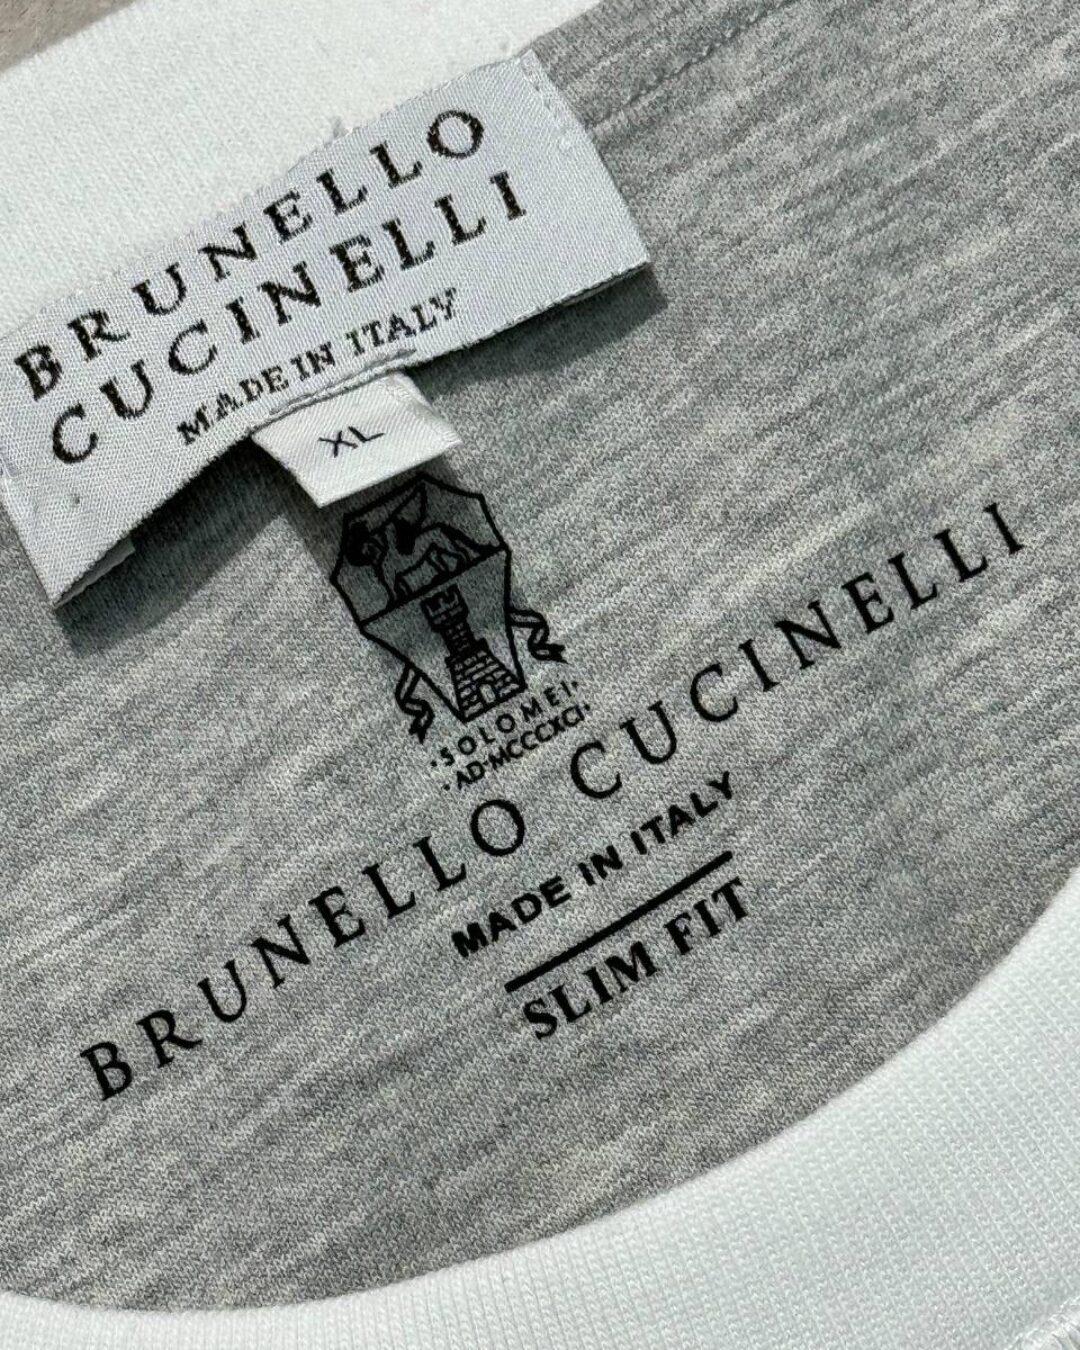 BRUNELLO
CUCINELLI
MADE IN ITALY
XL
·SOLOMEI·
·AD·MCCCXCI·
BRUNELLO CUCINELLI
MADE IN ITALY
SLIM FIT